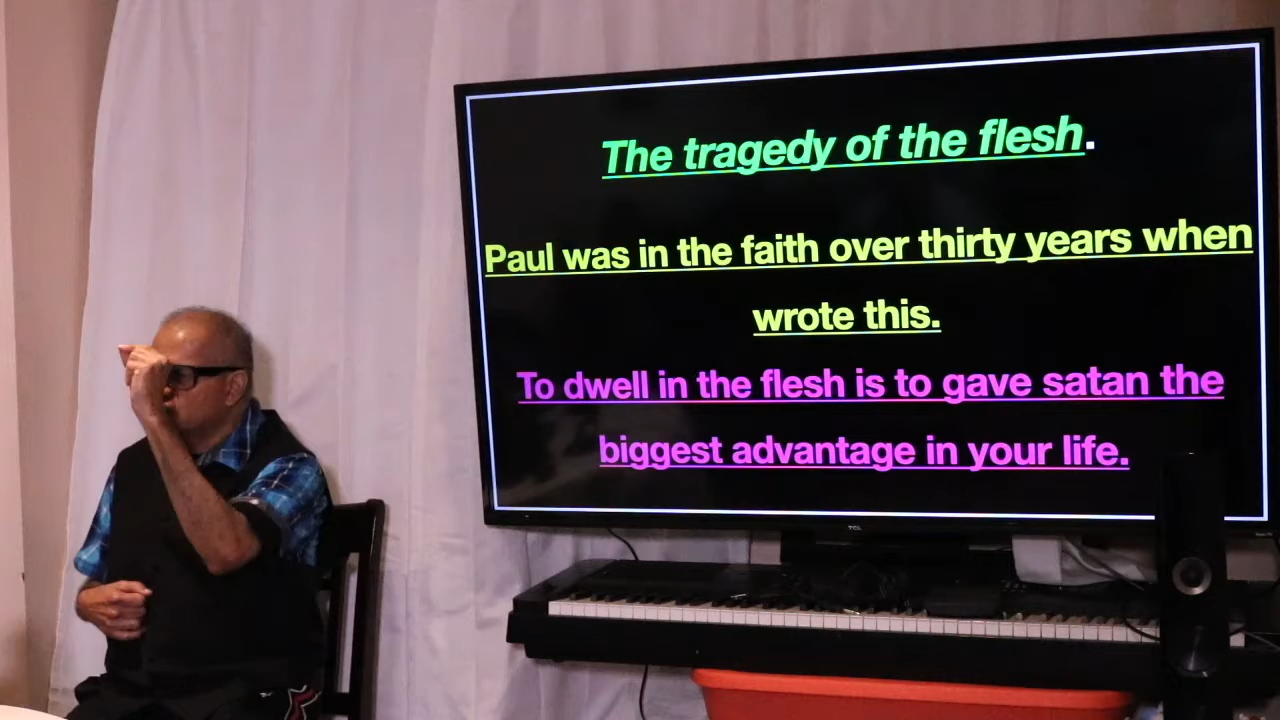 The tragedy of the flesh.
Paul was in the faith over thirty years when
wrote this.
To dwell in the flesh is to gave satan the
biggest advantage in your life.
TCL